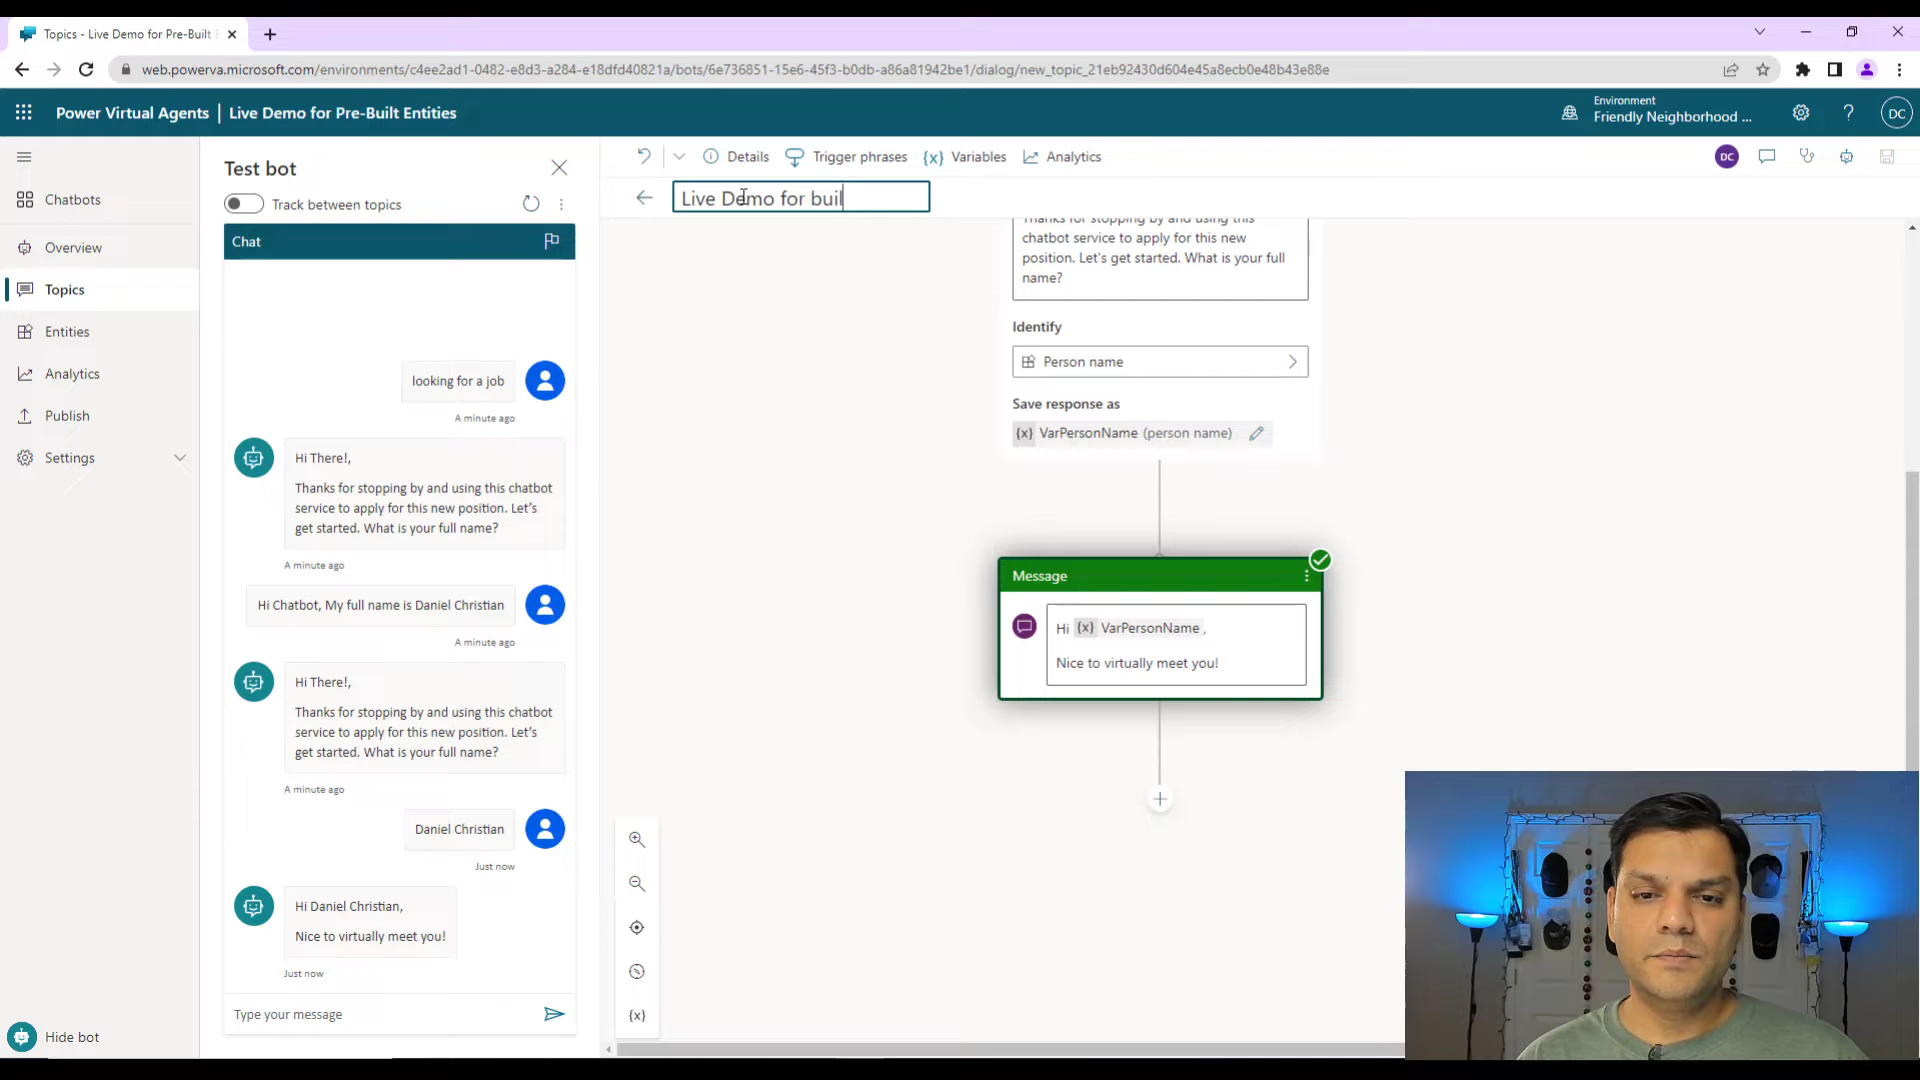 Topics - Live Demo for Pre-Built E
web.powerva.microsoft.com/environments/c4ee2ad1-0482-e8d3-a284-e18dfd40821a/bots/6e736851-15e6-45f3-b0db-a86a81942be1/dialog/new_topic_21eb92430d604e45a8ecb0e48b43e88e
Power Virtual Agents | Live Demo for Pre-Built Entities
Environment
Friendly Neighborhood ...
DC
Chatbots
Overview
Topics
Entities
Analytics
Publish
Settings
Hide bot
Test bot
Track between topics
Chat
looking for a job
A minute ago
Hi There!,
Thanks for stopping by and using this chatbot
service to apply for this new position. Let's
get started. What is your full name?
A minute ago
Hi Chatbot, My full name is Daniel Christian
A minute ago
Hi There!,
Thanks for stopping by and using this chatbot
service to apply for this new position. Let's
get started. What is your full name?
A minute ago
Daniel Christian
Just now
Hi Daniel Christian,
Nice to virtually meet you!
Just now
Type your message
Details
Trigger phrases
{x} Variables
Analytics
DC
Live Demo for buil
Thanks for stopping by and using this
chatbot service to apply for this new
position. Let's get started. What is your full
name?
Identify
Person name
Save response as
{x} VarPersonName (person name)
Message
Hi {x} VarPersonName ,
Nice to virtually meet you!
{x}